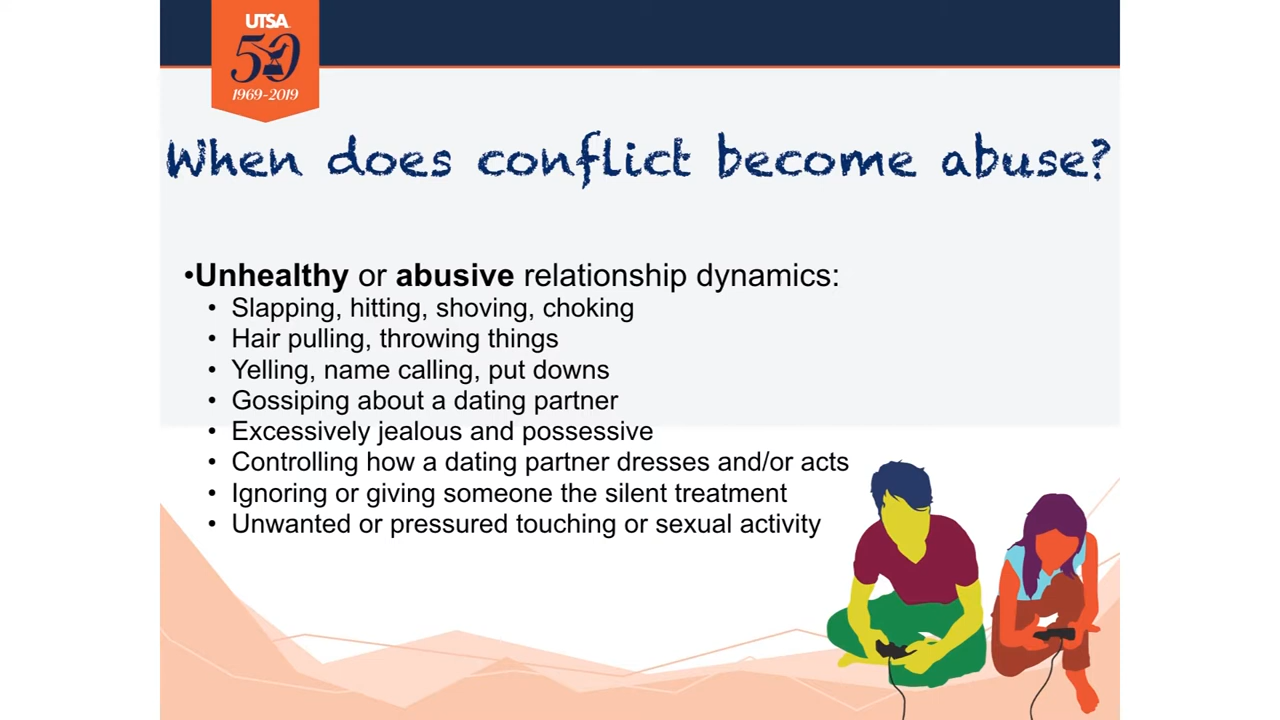 UTSA
50
1969-2019
When does conflict become abuse?
•Unhealthy or abusive relationship dynamics:
• Slapping, hitting, shoving, choking
• Hair pulling, throwing things
• Yelling, name calling, put downs
• Gossiping about a dating partner
• Excessively jealous and possessive
• Controlling how a dating partner dresses and/or acts
• Ignoring or giving someone the silent treatment
• Unwanted or pressured touching or sexual activity